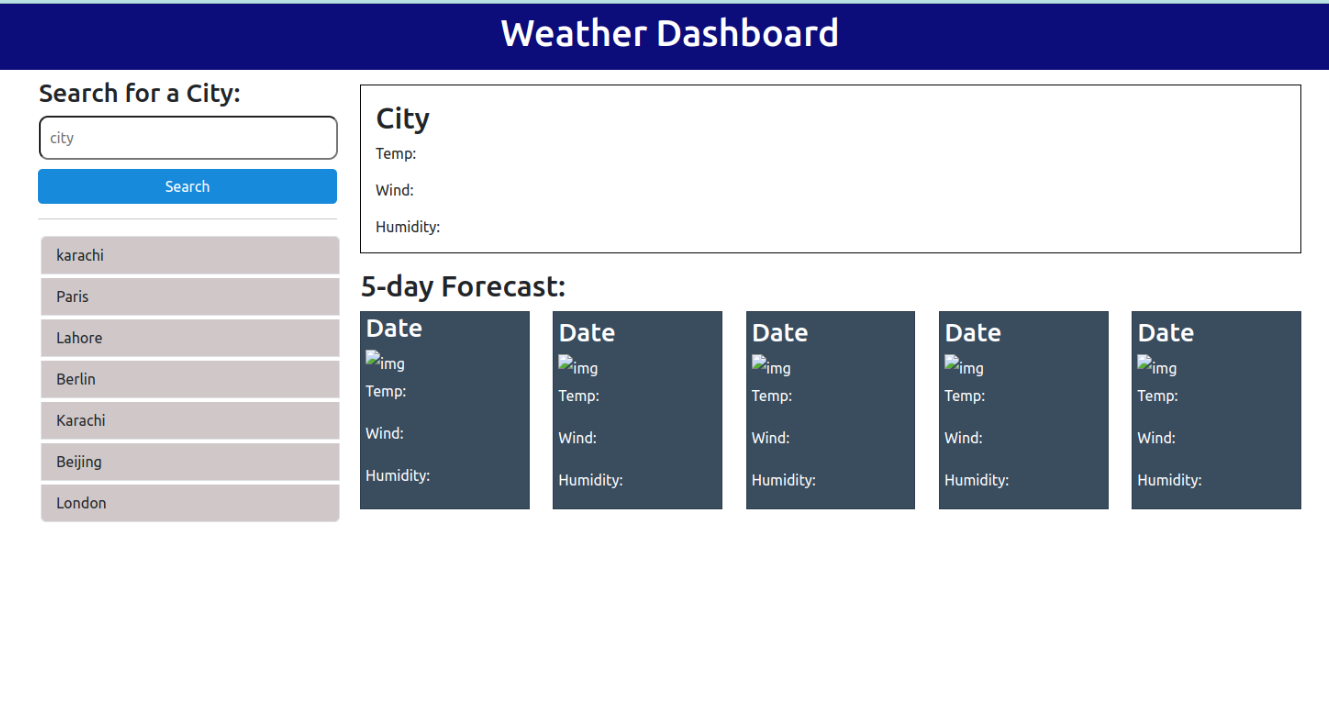 Weather Dashboard
Search for a City:
city
Search
karachi
Paris
Lahore
Berlin
Karachi
Beijing
London
City
Temp:
Wind:
Humidity:
5-day Forecast:
Date
img
Temp:
Wind:
Humidity:
Date
img
Temp:
Wind:
Humidity:
Date
img
Temp:
Wind:
Humidity:
Date
img
Temp:
Wind:
Humidity:
Date
img
Temp:
Wind:
Humidity: